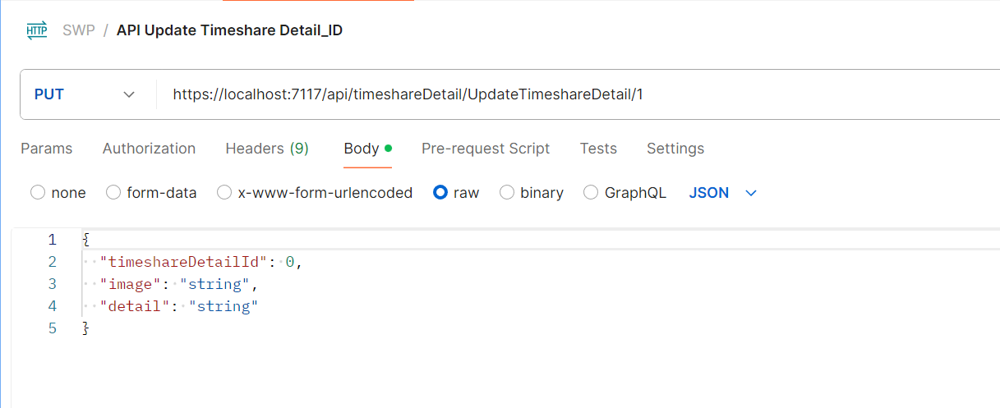 HTTP SWP / API Update Timeshare Detail_ID
PUT https://localhost:7117/api/timeshareDetail/UpdateTimeshareDetail/1
Params Authorization Headers (9) Body Pre-request Script Tests Settings
none form-data x-www-form-urlencoded raw binary GraphQL JSON
1 {
2 "timeshareDetailId": 0,
3 "image": "string",
4 "detail": "string"
5 }